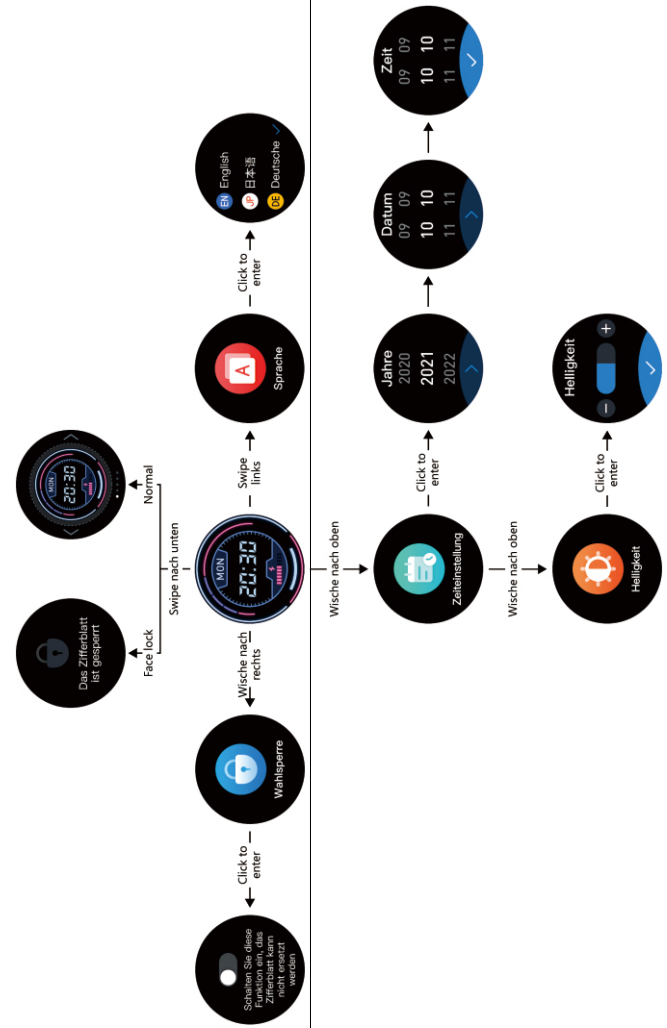 Das Zifferblatt
ist gesperrt
MON
20:30
Face lock
Normal
Swipe nach unten
Schalten Sie diese
Funktion ein, das
Zifferblatt kann
nicht ersetzt
werden
Click to
enter
Wahlsperre
Wische nach
rechts
MON
20:30
Swipe
links
A
Sprache
Click to
enter
EN English
JP 日本语
DE Deutsche
Wische nach oben
Zeiteinstellung
Click to
enter
Jahre
2020
2021
2022
Datum
09 09
10 10
11 11
Zeit
09 09
10 10
11 11
Wische nach oben
Helligkeit
Click to
enter
Helligkeit